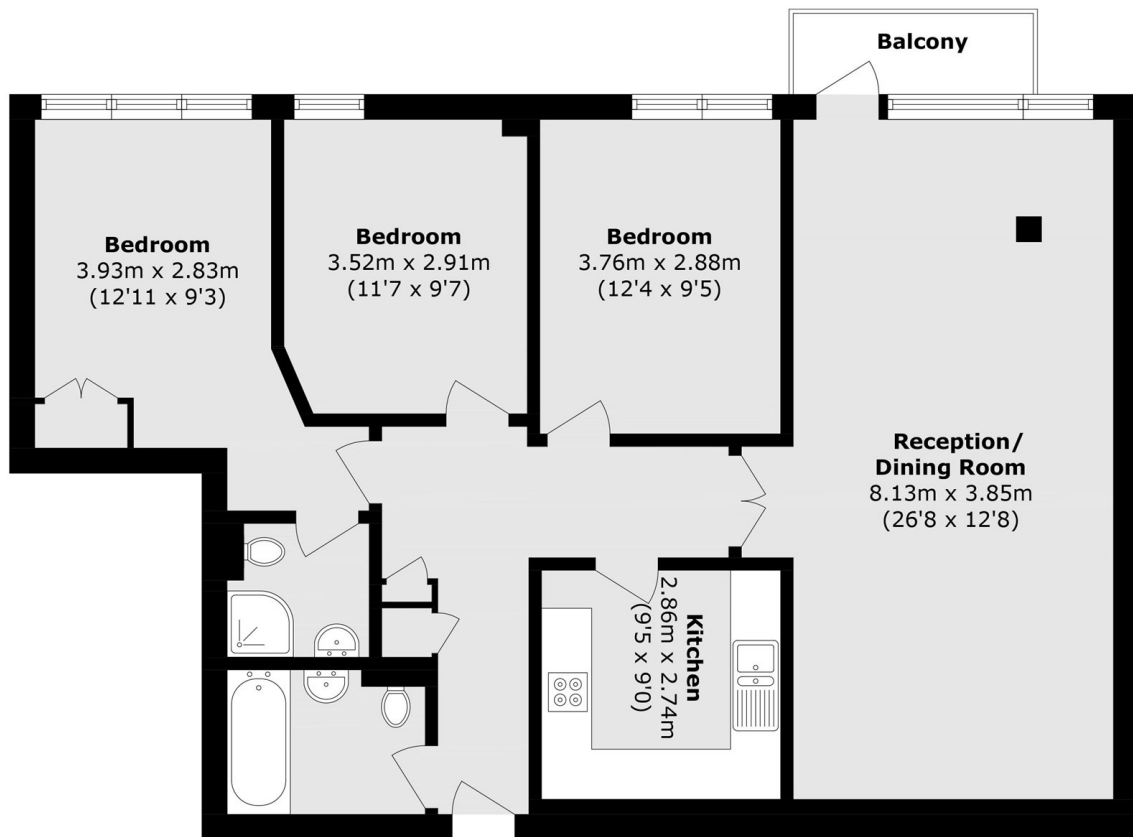 Balcony
Bedroom
3.93m x 2.83m
(12'11 x 9'3)
Bedroom
3.52m x 2.91m
(11'7 x 9'7)
Bedroom
3.76m x 2.88m
(12'4 x 9'5)
Reception/
Dining Room
8.13m x 3.85m
(26'8 x 12'8)
Kitchen
2.86m x 2.74m
(9'5 x 9'0)